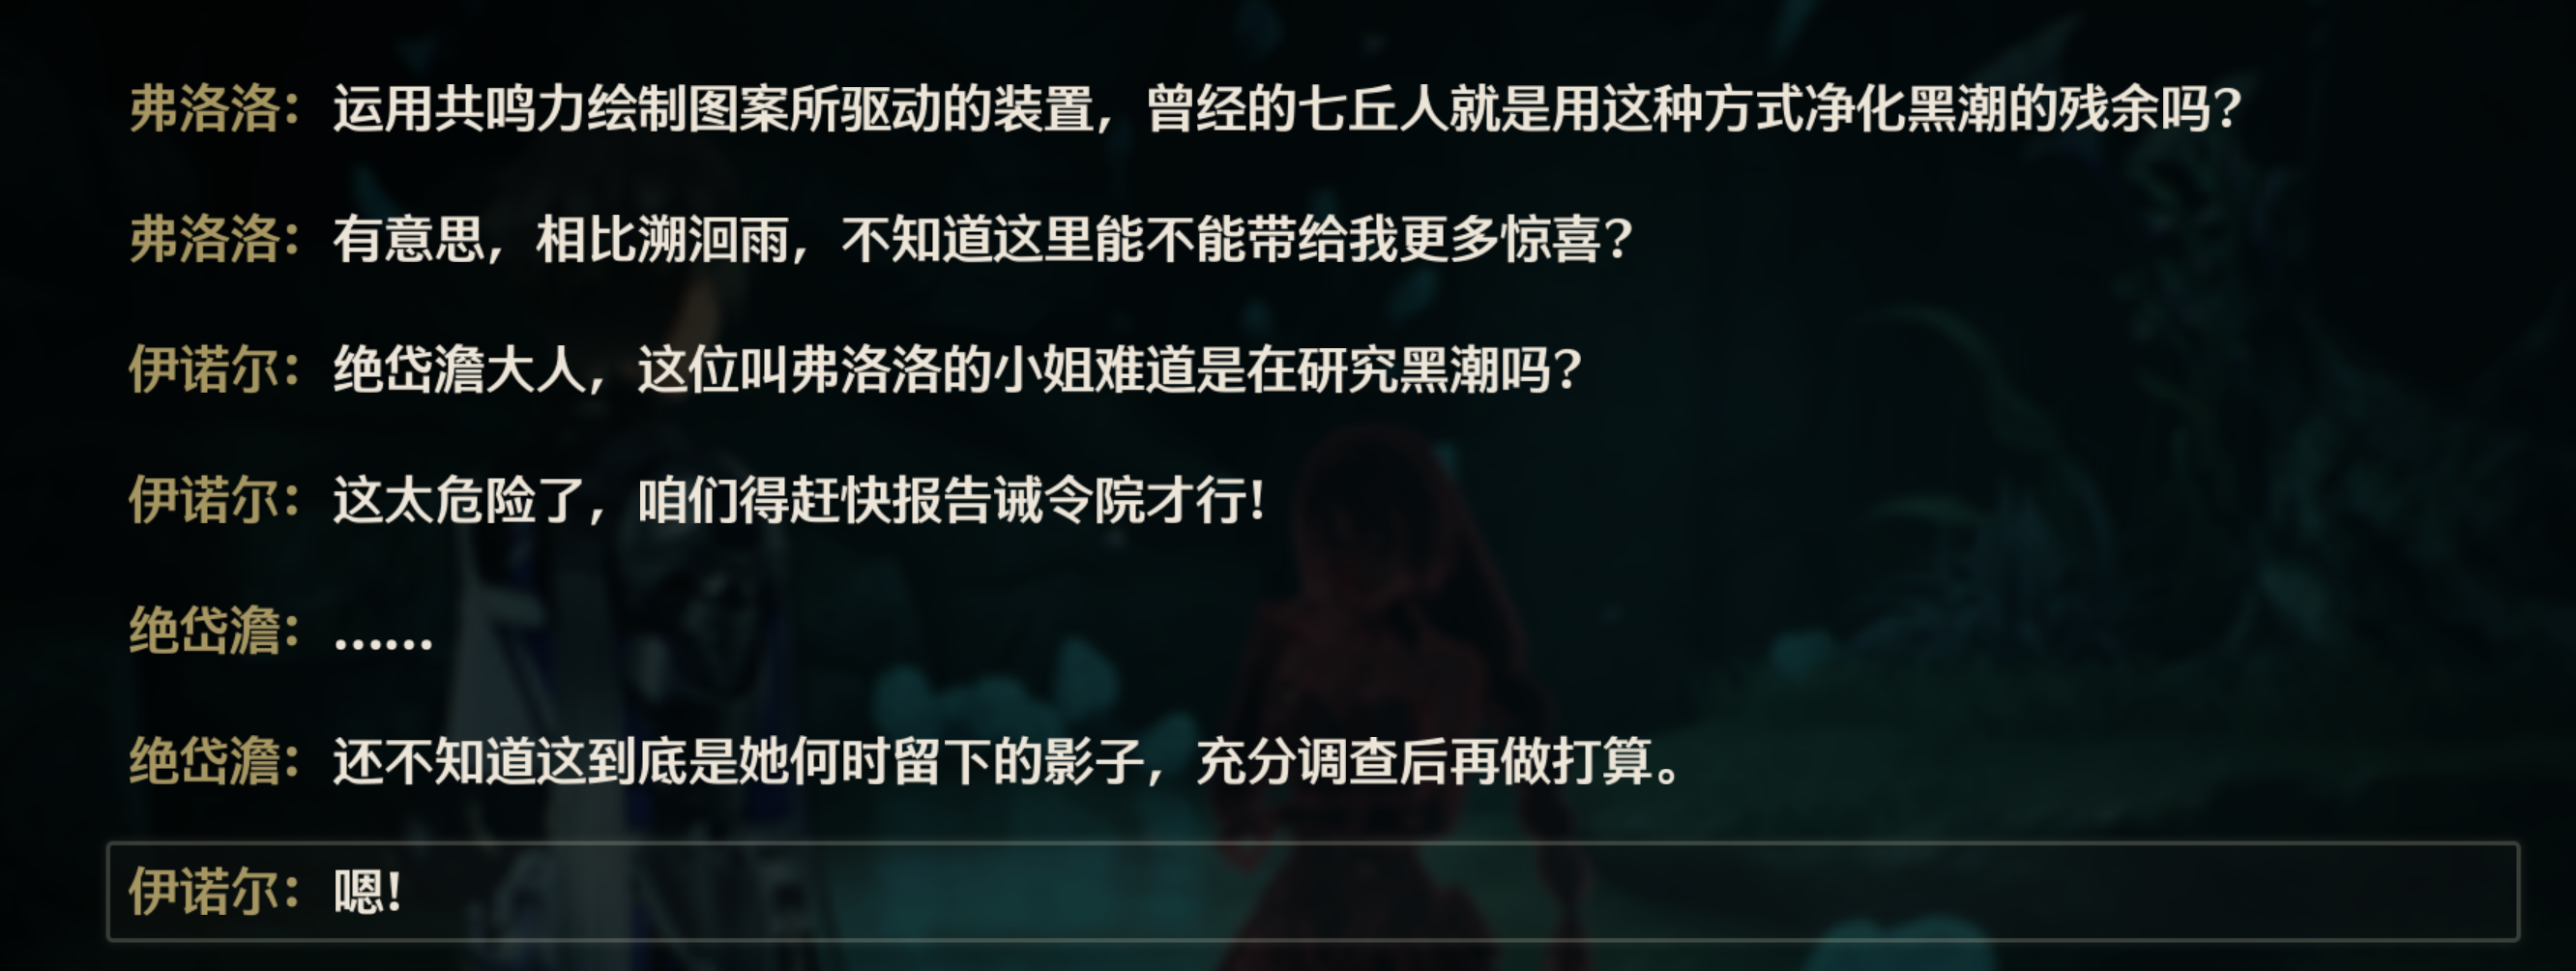 弗洛洛：运用共鸣力绘制图案所驱动的装置，曾经的七丘人就是用这种方式净化黑潮的残余吗？
弗洛洛：有意思，相比溯洄雨，不知道这里能不能带给我更多惊喜？
伊诺尔：绝岱澹大人，这位叫弗洛洛的小姐难道是在研究黑潮吗？
伊诺尔：这太危险了，咱们得赶快报告诫令院才行！
绝岱澹：……
绝岱澹：还不知道这到底是她何时留下的影子，充分调查后再做打算。
伊诺尔：嗯！